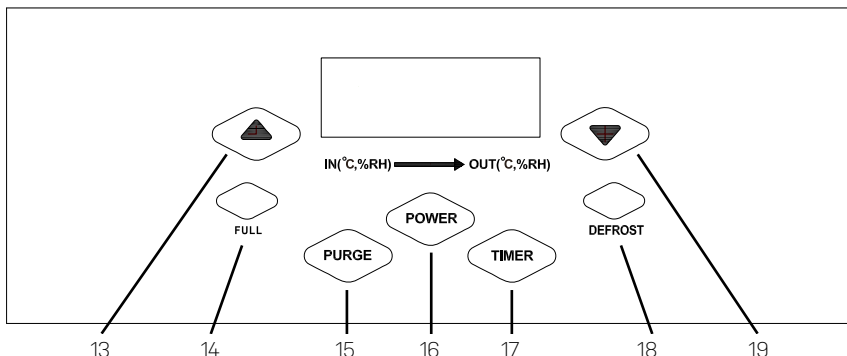 IN(℃,%RH) OUT(℃,%RH)
FULL
POWER
DEFROST
PURGE
TIMER
13 14 15 16 17 18 19